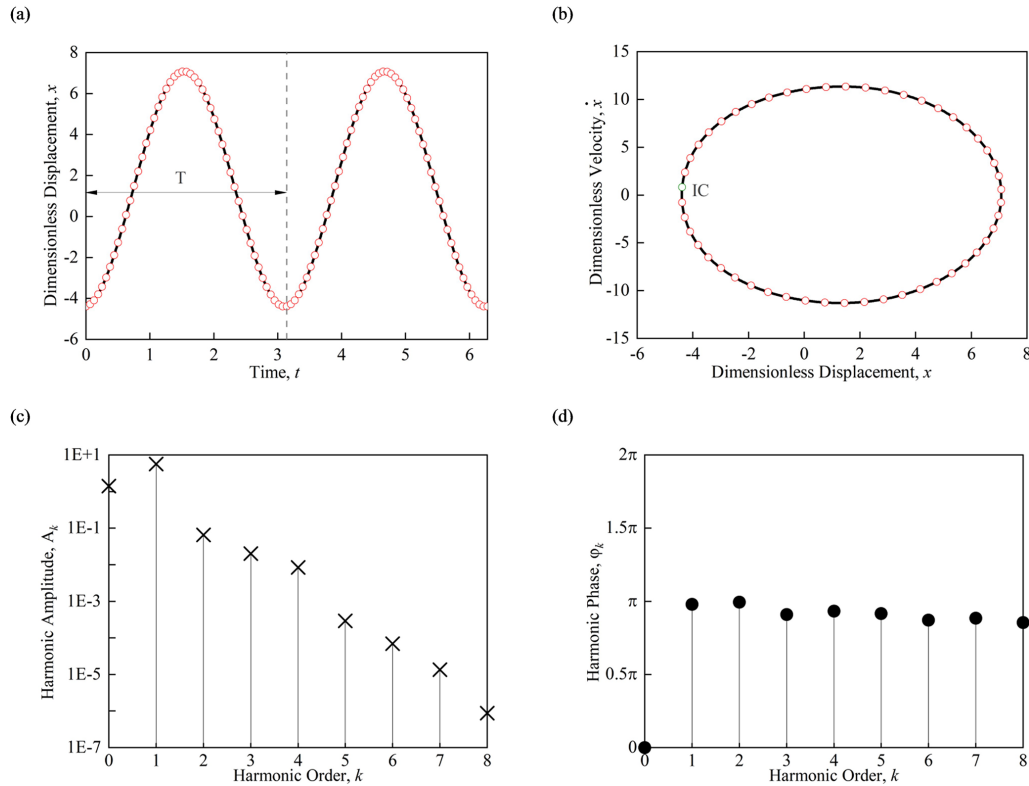 (a)
8
6
4
2
0
-2
-4
-6
0 1 2 3 4 5 6
Dimensionless Displacement, x
Time, t
T
(b)
15
10
5
0
-5
-10
-15
-6 -4 -2 0 2 4 6 8
Dimensionless Velocity, ẋ
Dimensionless Displacement, x
IC
(c)
1E+1
1E-1
1E-3
1E-5
1E-7
0 1 2 3 4 5 6 7 8
Harmonic Amplitude, A_k
Harmonic Order, k
(d)
2π
1.5π
π
0.5π
0
0 1 2 3 4 5 6 7 8
Harmonic Phase, φ_k
Harmonic Order, k